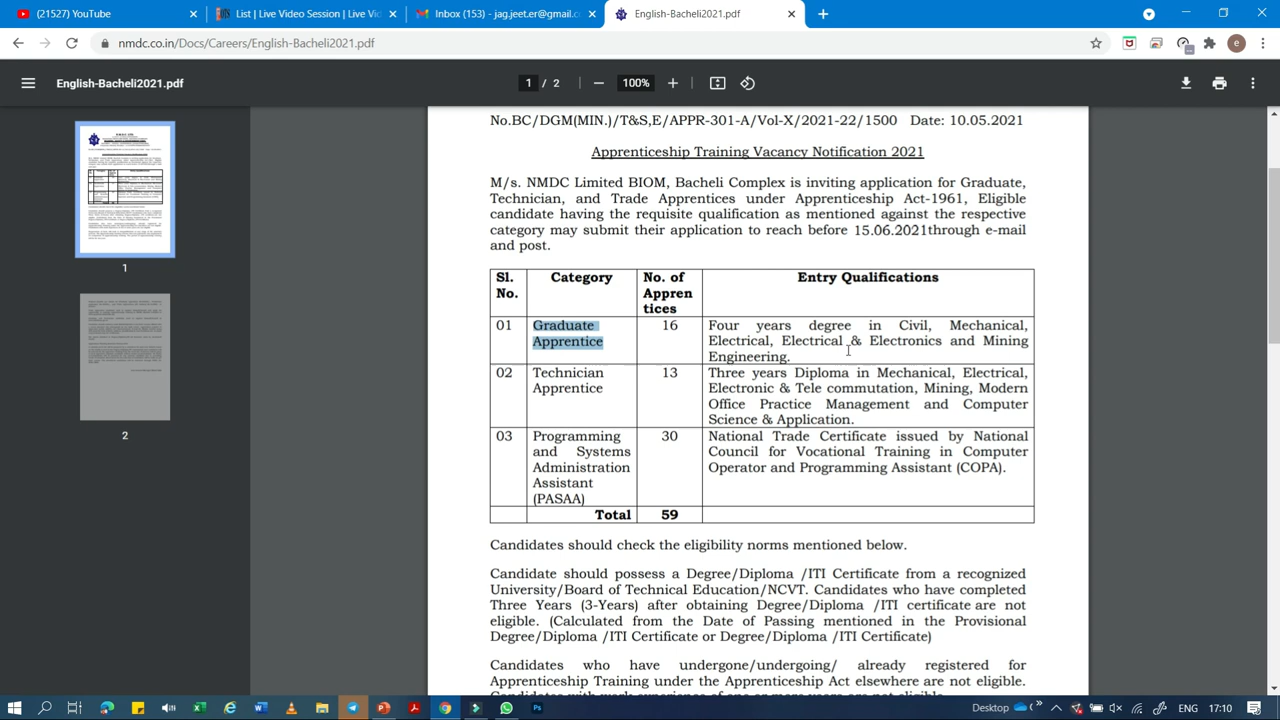 (21527) YouTube
List | Live Video Session | Live Vi
Inbox (153) - jag.jeet.er@gmail.c
English-Bacheli2021.pdf
nmdc.co.in/Docs/Careers/English-Bacheli2021.pdf
e
English-Bacheli2021.pdf
1 / 2
100%
No.BC/DGM(MIN.)/T&S,E/APPR-301-A/Vol-X/2021-22/1500 Date: 10.05.2021
Apprenticeship Training Vacancy Notification 2021
M/s. NMDC Limited BIOM, Bacheli Complex is inviting application for Graduate,
Technician, and Trade Apprentices under Apprenticeship Act-1961, Eligible
candidate having the requisite qualification as mentioned against the respective
category may submit their application to reach before 15.06.2021through e-mail
and post.
Sl. No. Category No. of Apprentices Entry Qualifications
01 Graduate Apprentice 16 Four years degree in Civil, Mechanical,
Electrical, Electrical & Electronics and Mining
Engineering.
02 Technician Apprentice 13 Three years Diploma in Mechanical, Electrical,
Electronic & Tele commutation, Mining, Modern
Office Practice Management and Computer
Science & Application.
03 Programming and Systems Administration Assistant (PASAA) 30 National Trade Certificate issued by National
Council for Vocational Training in Computer
Operator and Programming Assistant (COPA).
Total 59
Candidates should check the eligibility norms mentioned below.
Candidate should possess a Degree/Diploma /ITI Certificate from a recognized
University/Board of Technical Education/NCVT. Candidates who have completed
Three Years (3-Years) after obtaining Degree/Diploma /ITI certificate are not
eligible. (Calculated from the Date of Passing mentioned in the Provisional
Degree/Diploma /ITI Certificate or Degree/Diploma /ITI Certificate)
Candidates who have undergone/undergoing/ already registered for
Apprenticeship Training under the Apprenticeship Act elsewhere are not eligible.
1
2
Desktop
ENG
17:10